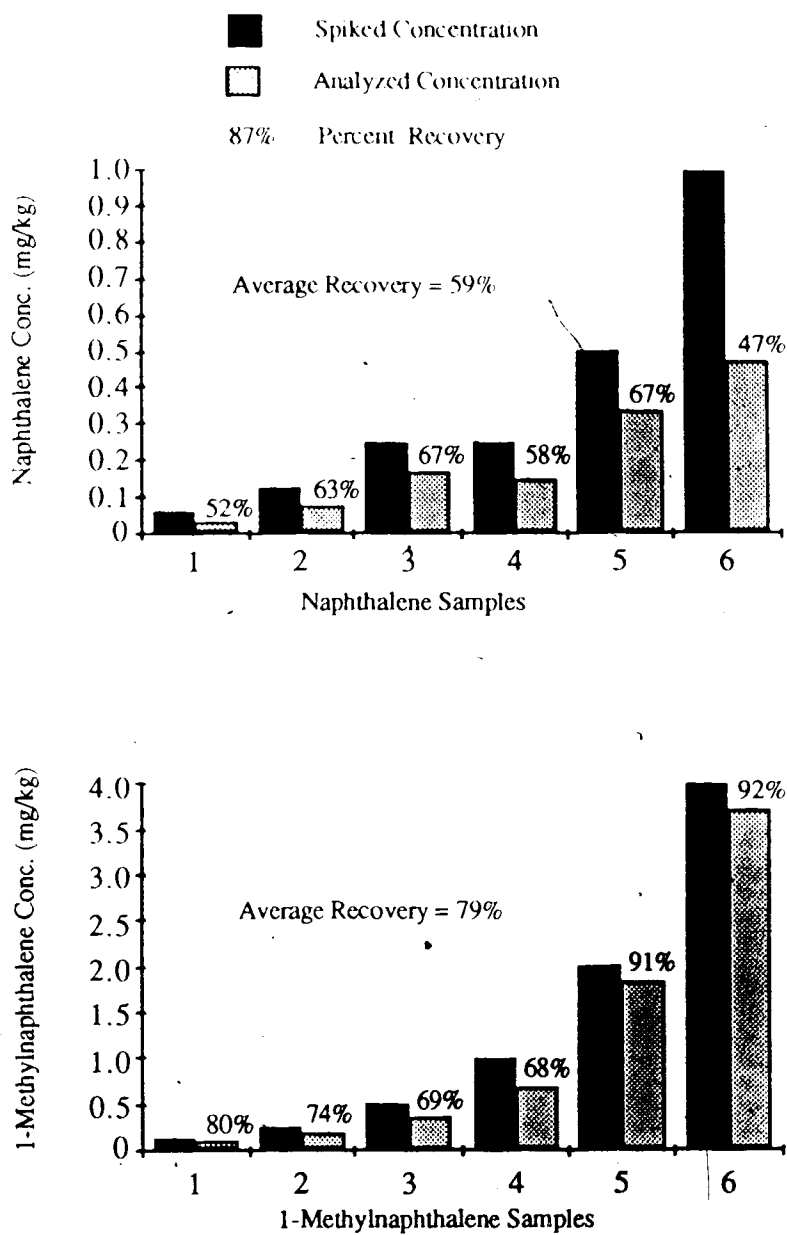 Spiked Concentration
Analyzed Concentration
87% Percent Recovery
Naphthalene Conc. (mg/kg)
1.0
0.9
0.8
0.7
0.6
0.5
0.4
0.3
0.2
0.1
0
Average Recovery = 59%
52%
63%
67%
58%
67%
47%
1 2 3 4 5 6
Naphthalene Samples
1-Methylnaphthalene Conc. (mg/kg)
4.0
3.5
3.0
2.5
2.0
1.5
1.0
0.5
0
Average Recovery = 79%
80%
74%
69%
68%
91%
92%
1 2 3 4 5 6
1-Methylnaphthalene Samples